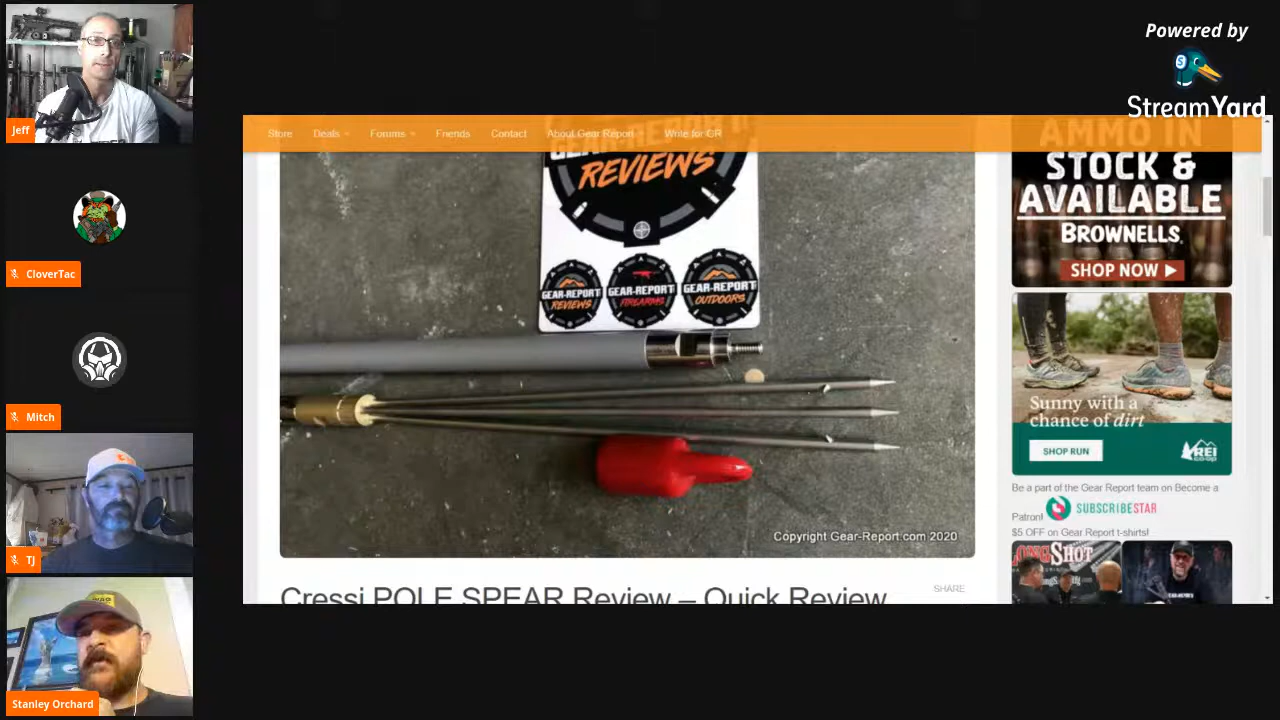 Powered by
StreamYard
Jeff
CloverTac
Mitch
TJ
Stanley Orchard
Store
Deals
Forums
Friends
Contact
About Gear Report
Write for GR
REVIEWS
GEAR-REPORT
REVIEWS
GEAR-REPORT
FIREARMS
GEAR-REPORT
OUTDOORS
Copyright Gear-Report.com 2020
Cressi POLE SPEAR Review – Quick Review
SHARE
AMMO IN
STOCK &
AVAILABLE
BROWNELLS
SHOP NOW
Sunny with a
chance of dirt
SHOP RUN
REI
co-op
Be a part of the Gear Report team on Become a
Patron!
SUBSCRIBESTAR
$5 OFF on Gear Report t-shirts!
LONGSHOT